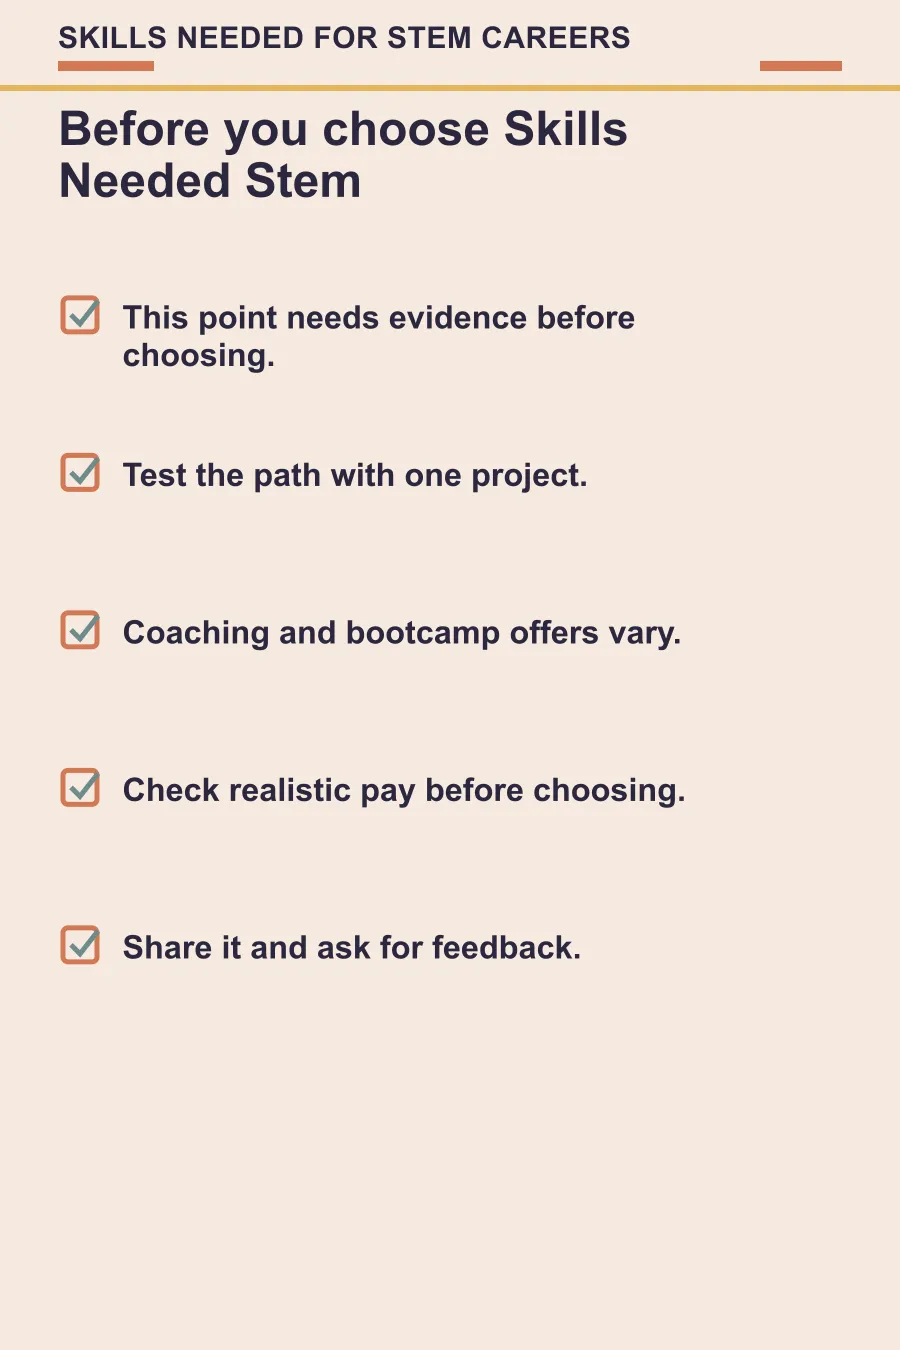 SKILLS NEEDED FOR STEM CAREERS
Before you choose Skills
Needed Stem
This point needs evidence before
choosing.
Test the path with one project.
Coaching and bootcamp offers vary.
Check realistic pay before choosing.
Share it and ask for feedback.